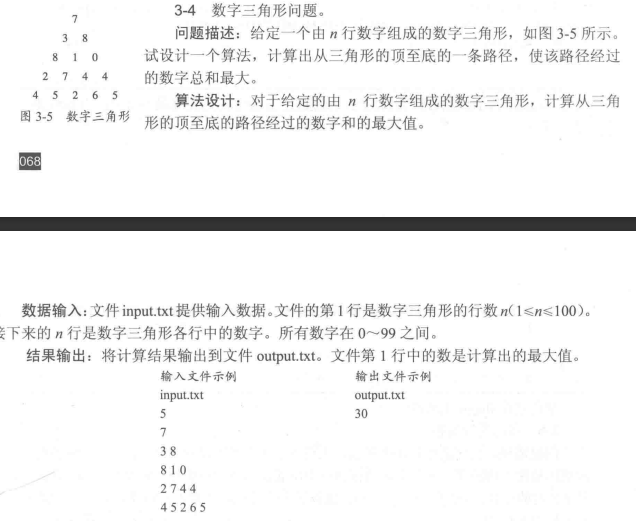 7
3 8
8 1 0
2 7 4 4
4 5 2 6 5
图 3-5 数字三角形
3-4 数字三角形问题。
问题描述：给定一个由 n 行数字组成的数字三角形，如图 3-5 所示。
试设计一个算法，计算出从三角形的顶至底的一条路径，使该路径经过
的数字总和最大。
算法设计：对于给定的由 n 行数字组成的数字三角形，计算从三角
形的顶至底的路径经过的数字和的最大值。
068
数据输入：文件 input.txt 提供输入数据。文件的第 1 行是数字三角形的行数 n（1≤n≤100）。
接下来的 n 行是数字三角形各行中的数字。所有数字在 0～99 之间。
结果输出：将计算结果输出到文件 output.txt。文件第 1 行中的数是计算出的最大值。
输入文件示例 输出文件示例
input.txt output.txt
5 30
7
3 8
8 1 0
2 7 4 4
4 5 2 6 5